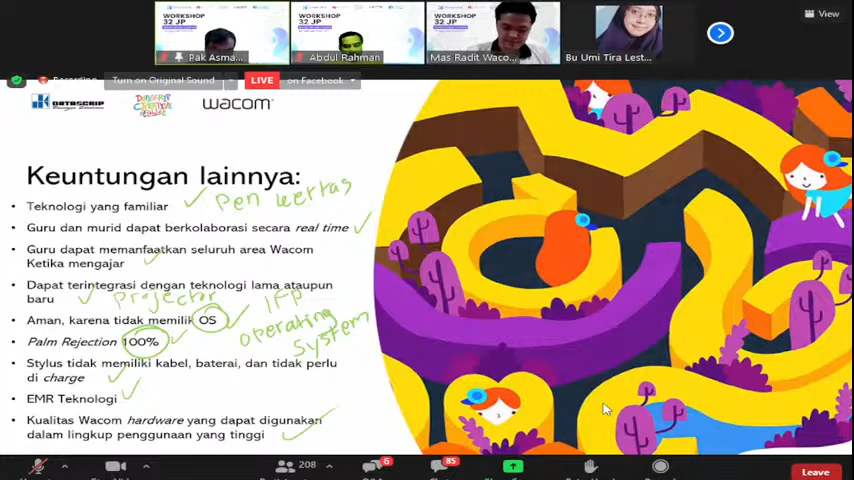 WORKSHOP
32 JP
WORKSHOP
32 JP
WORKSHOP
32 JP
View
Pak Asma...
Abdul Rahman
Mas Radit Waco...
Bu Umi Tira Lest...
Recording
Turn on Original Sound
LIVE
on Facebook
DATASCRIP
wacom
Keuntungan lainnya:
• Teknologi yang familiar
Pen kertas
• Guru dan murid dapat berkolaborasi secara real time
• Guru dapat memanfaatkan seluruh area Wacom
Ketika mengajar
• Dapat terintegrasi dengan teknologi lama ataupun
baru
Projector
IFP
• Aman, karena tidak memilik OS
operating
system
• Palm Rejection 100%
• Stylus tidak memiliki kabel, baterai, dan tidak perlu
di charge
• EMR Teknologi
• Kualitas Wacom hardware yang dapat digunakan
dalam lingkup penggunaan yang tinggi
208
6
85
Leave